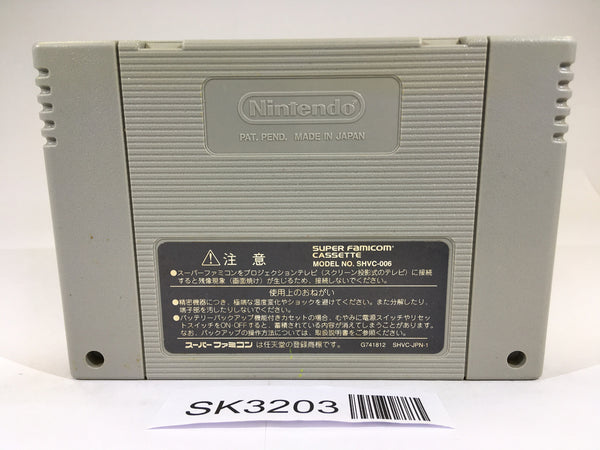 Nintendo
PAT. PEND. MADE IN JAPAN
⚠注意
SUPER FAMICOM
CASSETTE
MODEL NO. SHVC-006
●スーパーファミコンをプロジェクションテレビ(スクリーン投影式のテレビ)に接続
すると残像現象(画面焼け)が生じるため、接続しないでください。
使用上のおねがい
●精密機器につき、極端な温度変化やショックを避けてください。また分解したり、
端子部を汚したりしないでください。
●バッテリーバックアップ機能付きカセットの場合、むやみに電源スイッチやリセ
ットスイッチをON・OFFすると、蓄積されている内容が消えてしまうことがあります。
なお、バックアップの操作方法については、取扱説明書をご参照ください。
スーパーファミコンは任天堂の登録商標です。 G741812 SHVC-JPN-1
SK3203